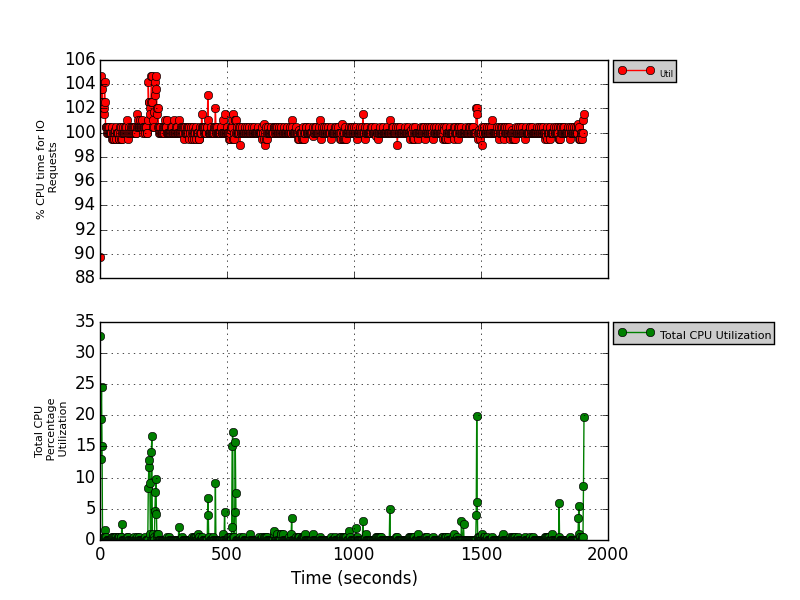 106
104
102
100
98
96
94
92
90
88
% CPU time for IO
Requests
Util
35
30
25
20
15
10
5
0
Total CPU
Percentage
Utilization
Total CPU Utilization
0
500
1000
1500
2000
Time (seconds)